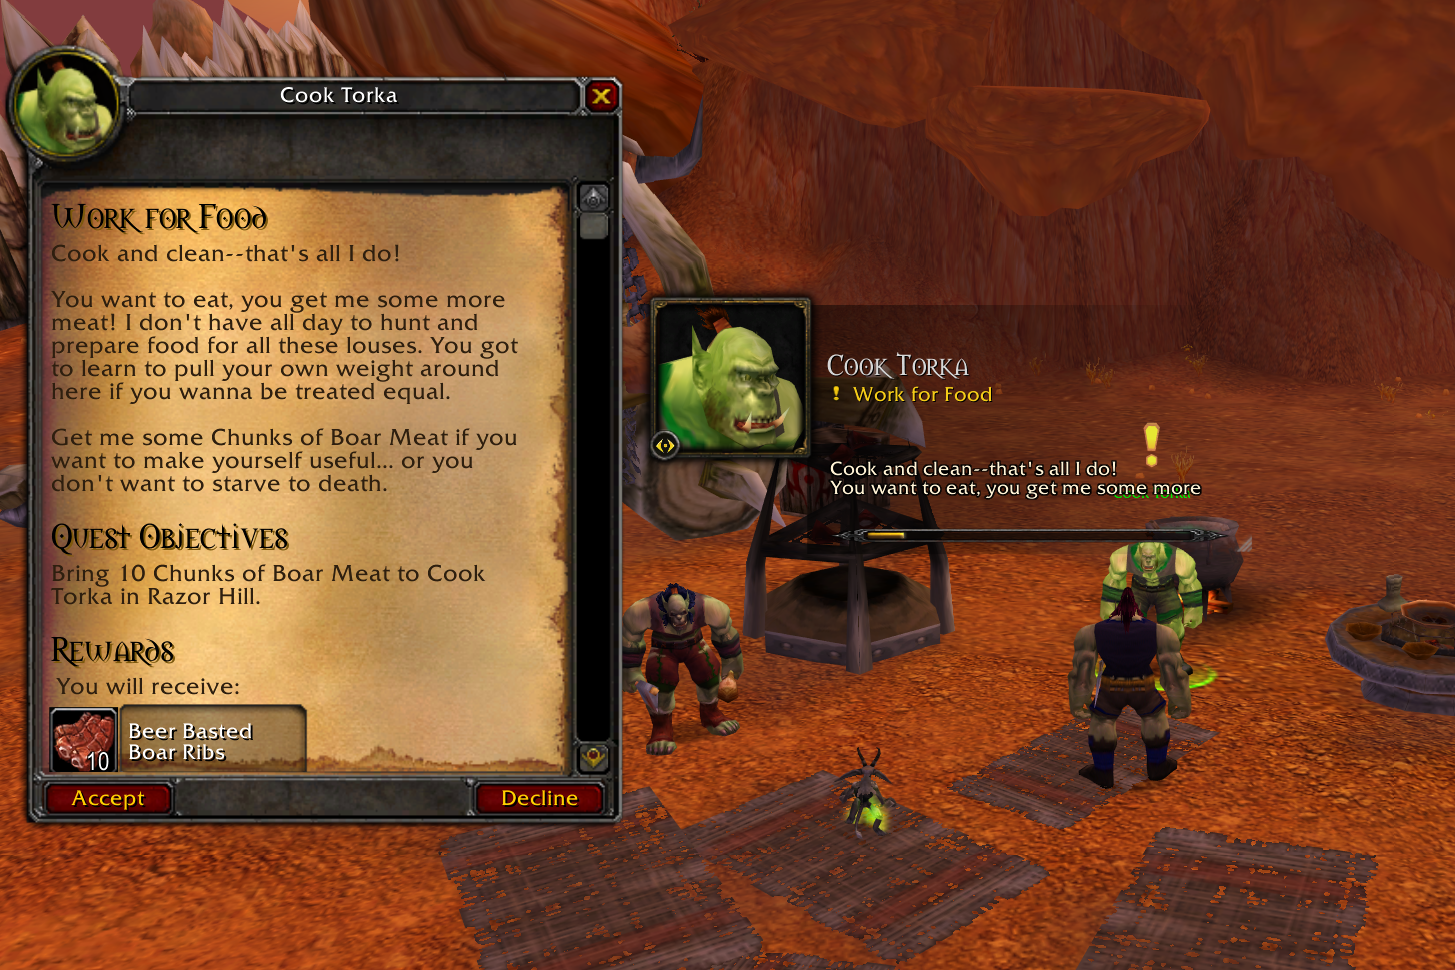 Cook Torka
Work for Food
Cook and clean--that's all I do!
You want to eat, you get me some more
meat! I don't have all day to hunt and
prepare food for all these louses. You got
to learn to pull your own weight around
here if you wanna be treated equal.
Get me some Chunks of Boar Meat if you
want to make yourself useful... or you
don't want to starve to death.
Quest Objectives
Bring 10 Chunks of Boar Meat to Cook
Torka in Razor Hill.
Rewards
You will receive:
10
Beer Basted
Boar Ribs
Accept
Decline
Cook Torka
! Work for Food
Cook and clean--that's all I do!
You want to eat, you get me some more
Cook Torka